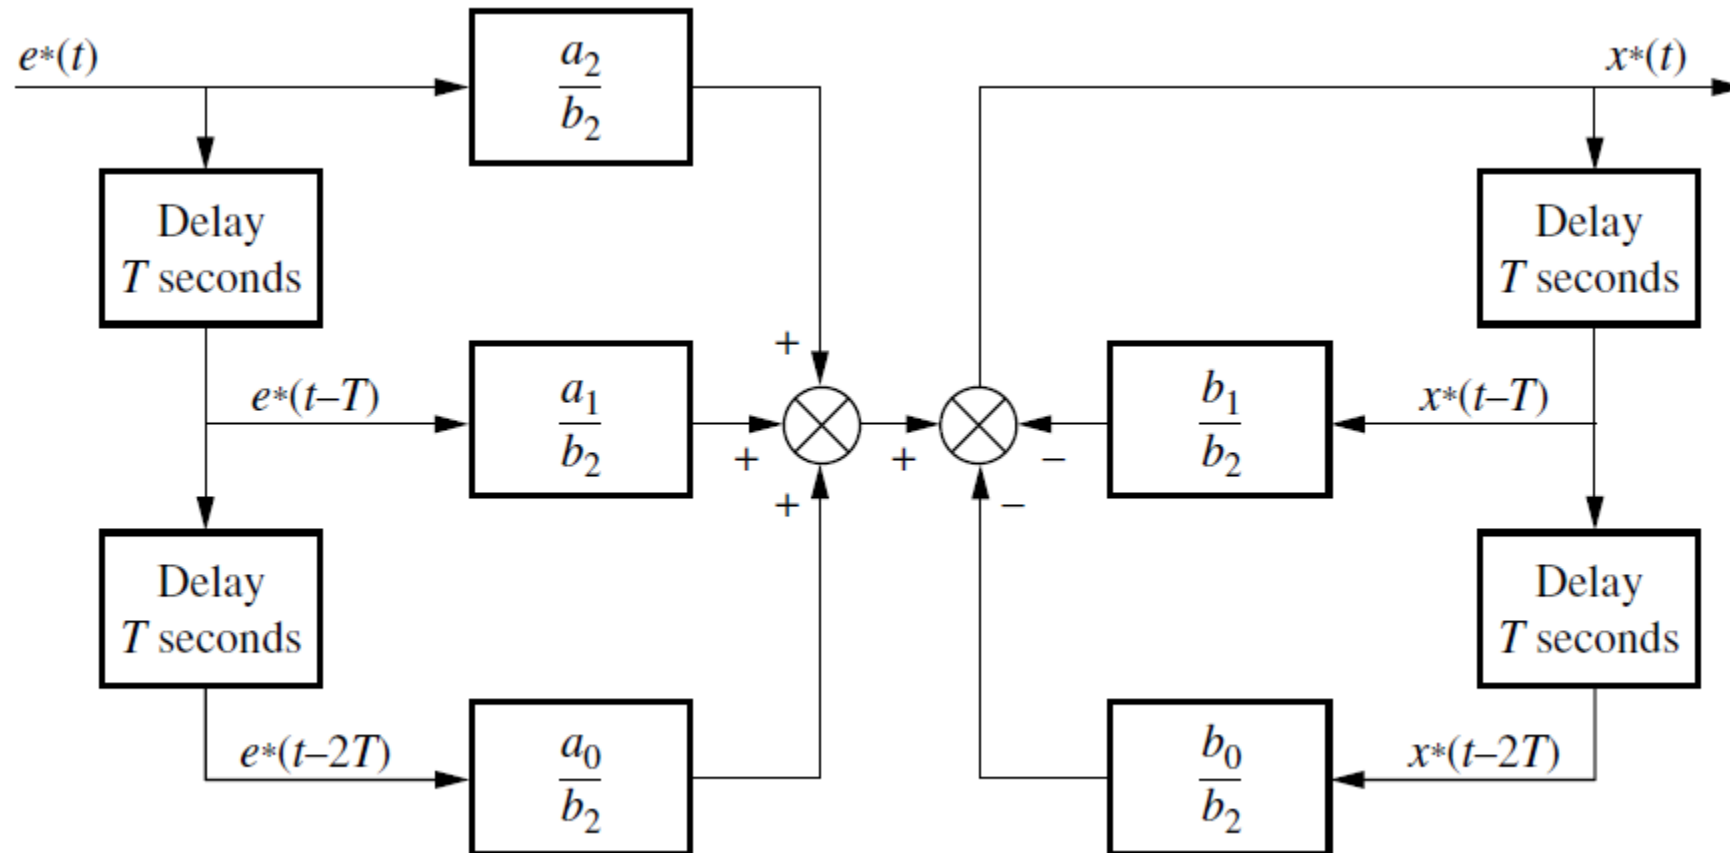 e*(t)
a₂
b₂
x*(t)
Delay
T seconds
Delay
T seconds
+
e*(t–T)
a₁
b₂
+
+
+
–
–
b₁
b₂
x*(t–T)
Delay
T seconds
Delay
T seconds
e*(t–2T)
a₀
b₂
b₀
b₂
x*(t–2T)